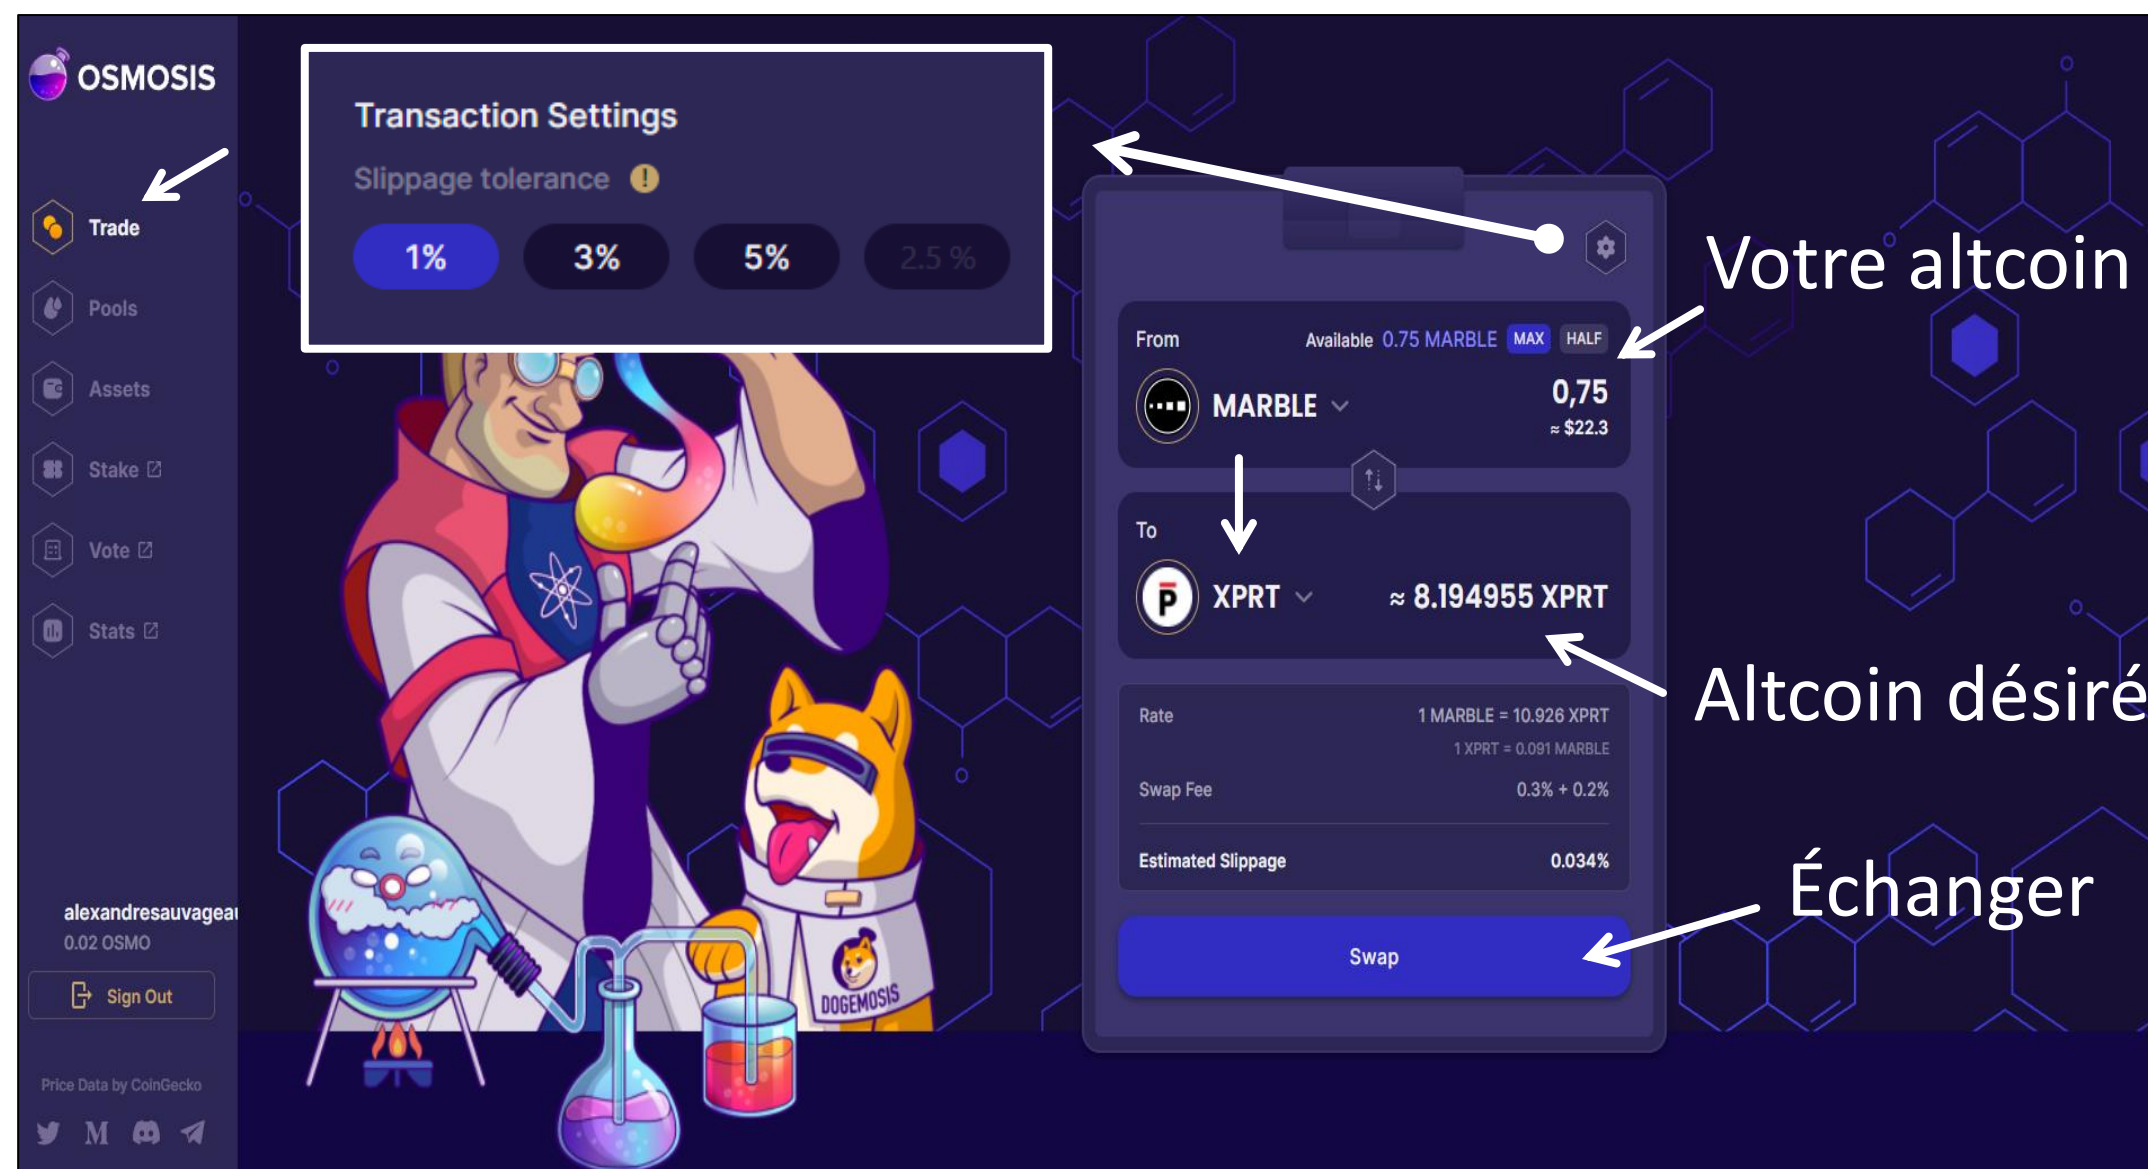 OSMOSIS
Trade
Pools
Assets
Stake
Vote
Stats
alexandresauvageau
0.02 OSMO
Sign Out
Price Data by CoinGecko
Transaction Settings
Slippage tolerance
1% 3% 5% 2.5 %
DOGEMOSIS
From Available 0.75 MARBLE MAX HALF
MARBLE 0,75
≈ $22.3
To
XPRT ≈ 8.194955 XPRT
Rate 1 MARBLE = 10.926 XPRT
1 XPRT = 0.091 MARBLE
Swap Fee 0.3% + 0.2%
Estimated Slippage 0.034%
Swap
Votre altcoin
Altcoin désiré
Échanger